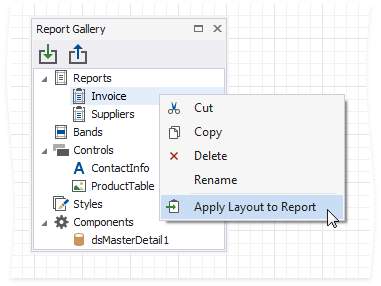 Report Gallery
Reports
Invoice
Suppliers
Bands
Controls
ContactInfo
ProductTable
Styles
Components
dsMasterDetail1
Cut
Copy
Delete
Rename
Apply Layout to Report